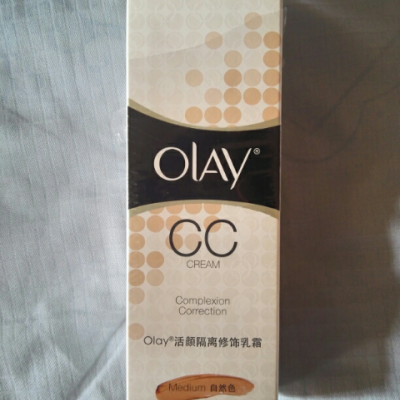 OLAY®
CC
CREAM
Complexion
Correction
Olay®活颜隔离修饰乳霜
Medium 自然色